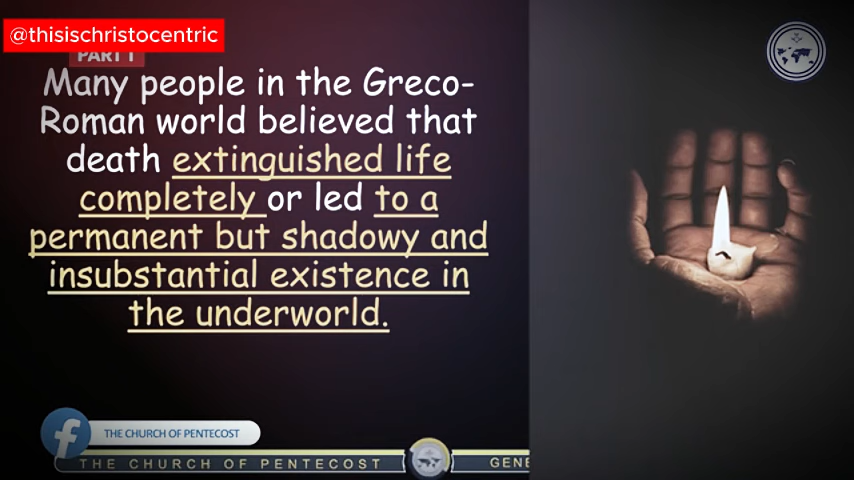 @thisischristocentric
PART 1
Many people in the Greco-
Roman world believed that
death extinguished life
completely or led to a
permanent but shadowy and
insubstantial existence in
the underworld.
THE CHURCH OF PENTECOST
THE CHURCH OF PENTECOST
GENE